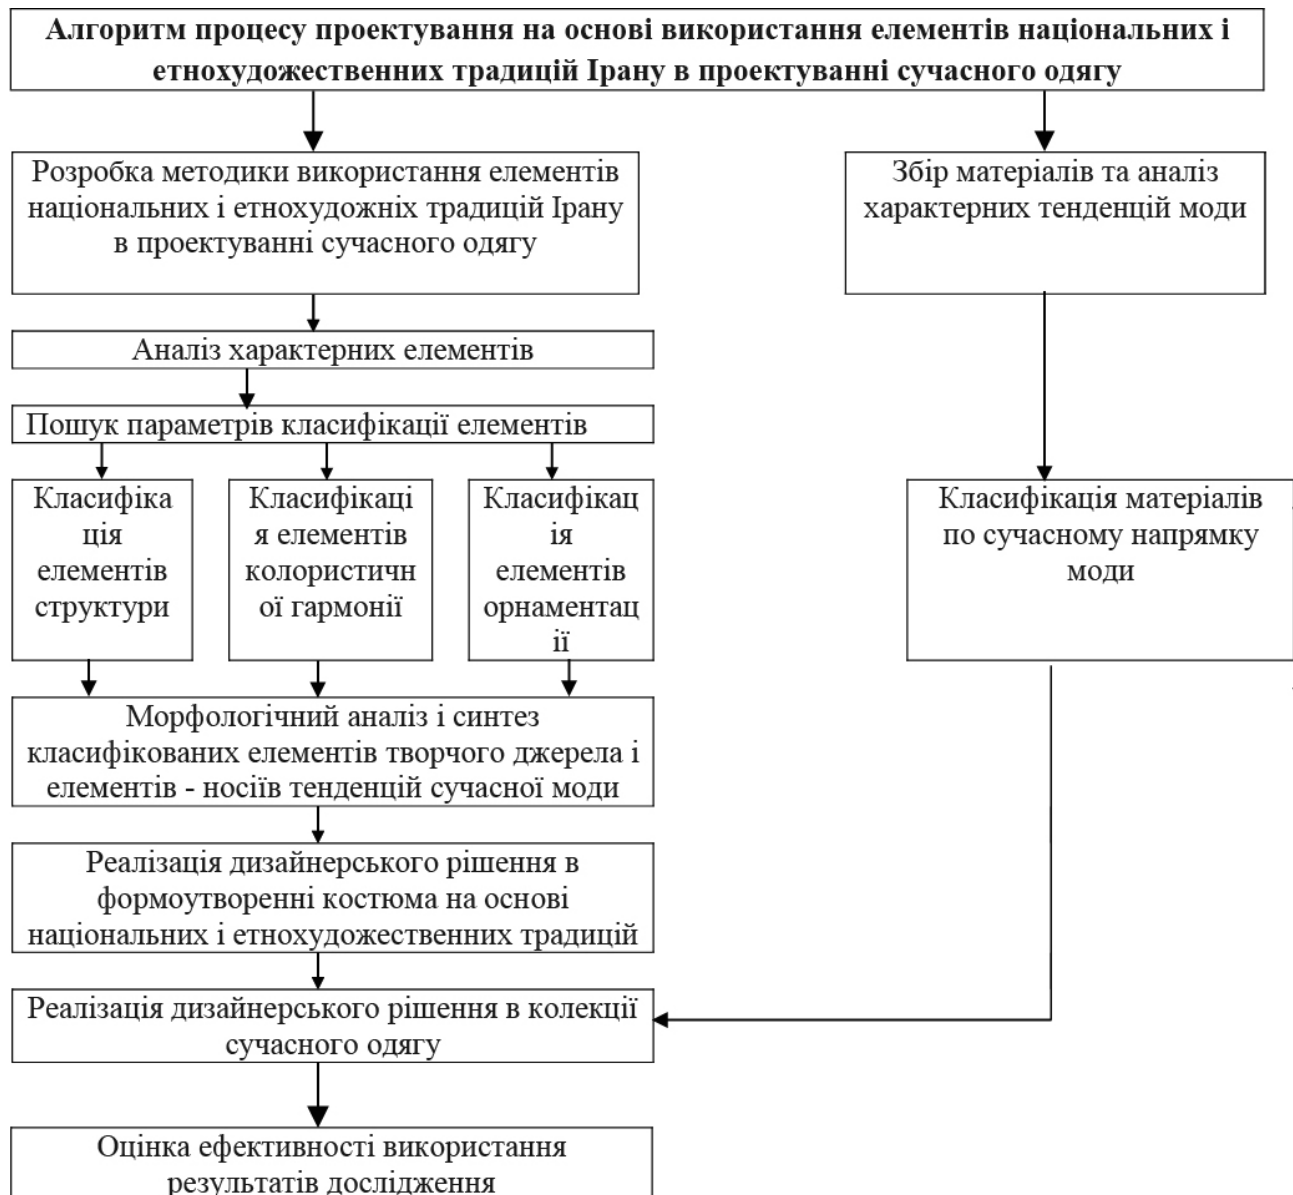 Алгоритм процесу проектування на основі використання елементів національних і
етнохудожественних традицій Ірану в проектуванні сучасного одягу
Розробка методики використання елементів
національних і етнохудожніх традицій Ірану
в проектуванні сучасного одягу
Збір матеріалів та аналіз
характерних тенденцій моди
Аналіз характерних елементів
Пошук параметрів класифікації елементів
Класифіка
ція
елементів
структури
Класифікаці
я елементів
колористичн
ої гармонії
Класифікац
ія
елементів
орнаментац
ії
Класифікація матеріалів
по сучасному напрямку
моди
Морфологічний аналіз і синтез
класифікованих елементів творчого джерела і
елементів - носіїв тенденцій сучасної моди
Реалізація дизайнерського рішення в
формоутворенні костюма на основі
національних і етнохудожественних традицій
Реалізація дизайнерського рішення в колекції
сучасного одягу
Оцінка ефективності використання
результатів дослідження